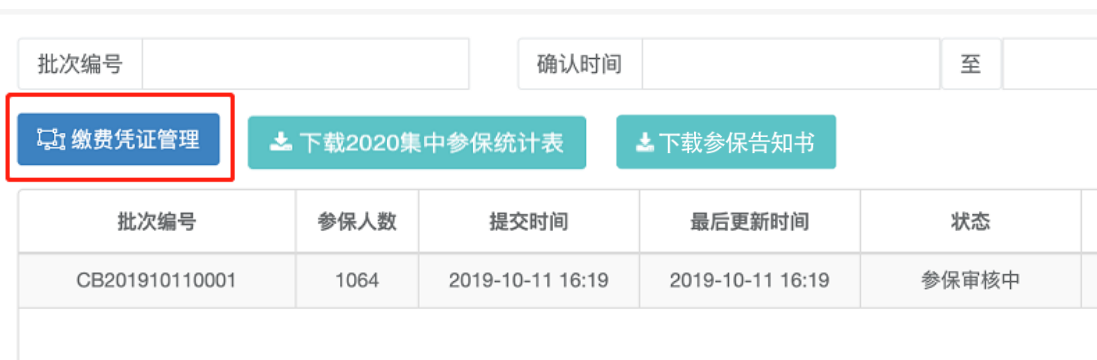 批次编号 确认时间 至
缴费凭证管理 下载2020集中参保统计表 下载参保告知书
批次编号 参保人数 提交时间 最后更新时间 状态
CB201910110001 1064 2019-10-11 16:19 2019-10-11 16:19 参保审核中